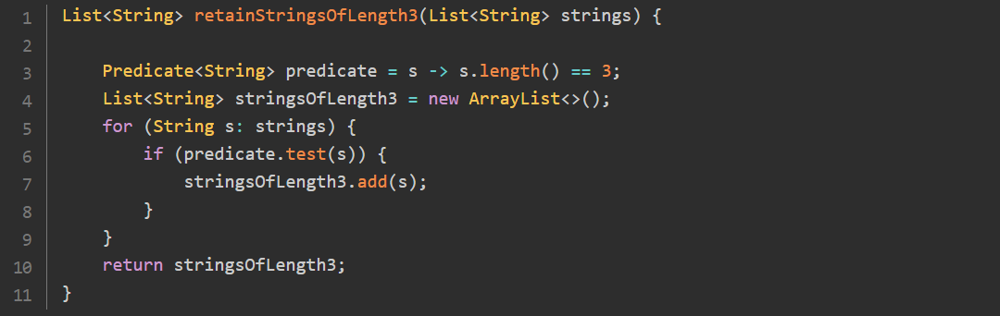 1 List<String> retainStringsOfLength3(List<String> strings) {
2
3     Predicate<String> predicate = s -> s.length() == 3;
4     List<String> stringsOfLength3 = new ArrayList<>();
5     for (String s: strings) {
6         if (predicate.test(s)) {
7             stringsOfLength3.add(s);
8         }
9     }
10     return stringsOfLength3;
11 }